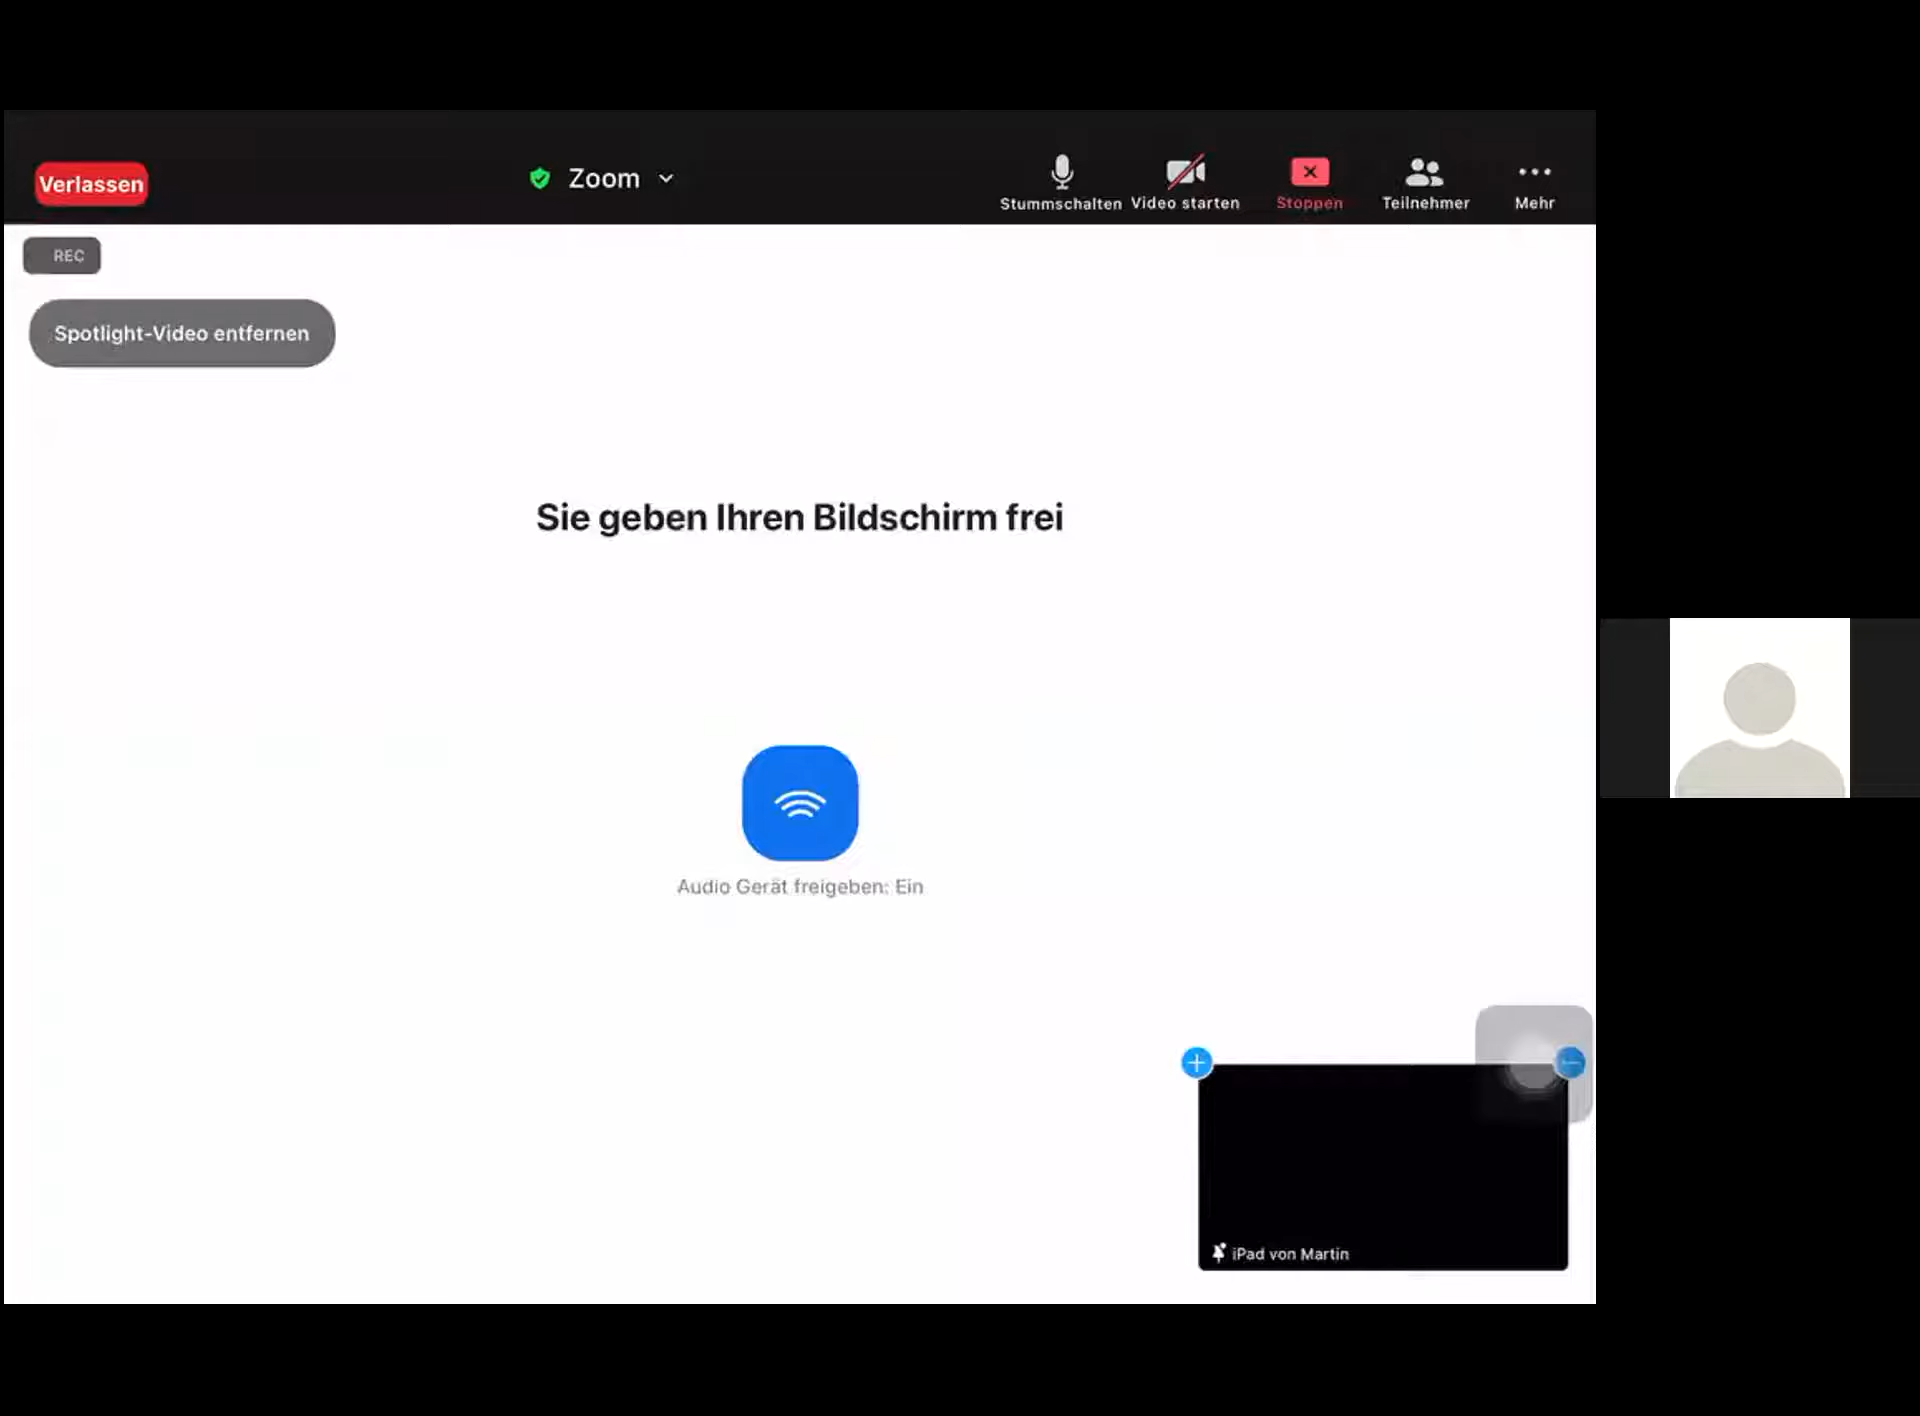 Verlassen
Zoom
Stummschalten
Video starten
Stoppen
Teilnehmer
Mehr
REC
Spotlight-Video entfernen
Sie geben Ihren Bildschirm frei
Audio Gerät freigeben: Ein
iPad von Martin